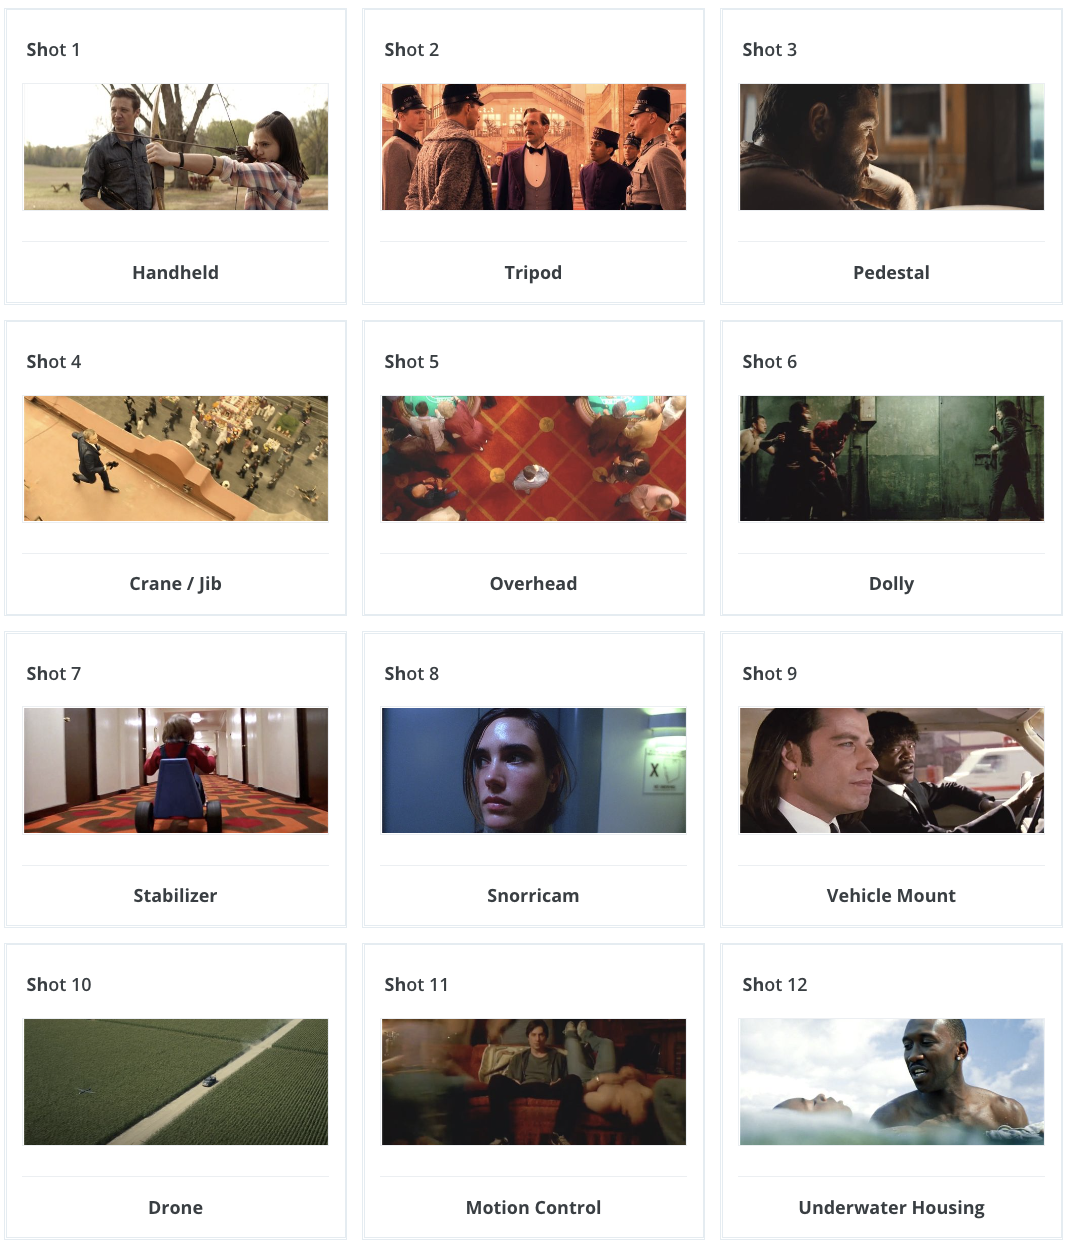 Shot 1
Shot 2
Shot 3
Handheld
Tripod
Pedestal
Shot 4
Shot 5
Shot 6
Crane / Jib
Overhead
Dolly
Shot 7
Shot 8
Shot 9
X
Stabilizer
Snorricam
Vehicle Mount
Shot 10
Shot 11
Shot 12
Drone
Motion Control
Underwater Housing